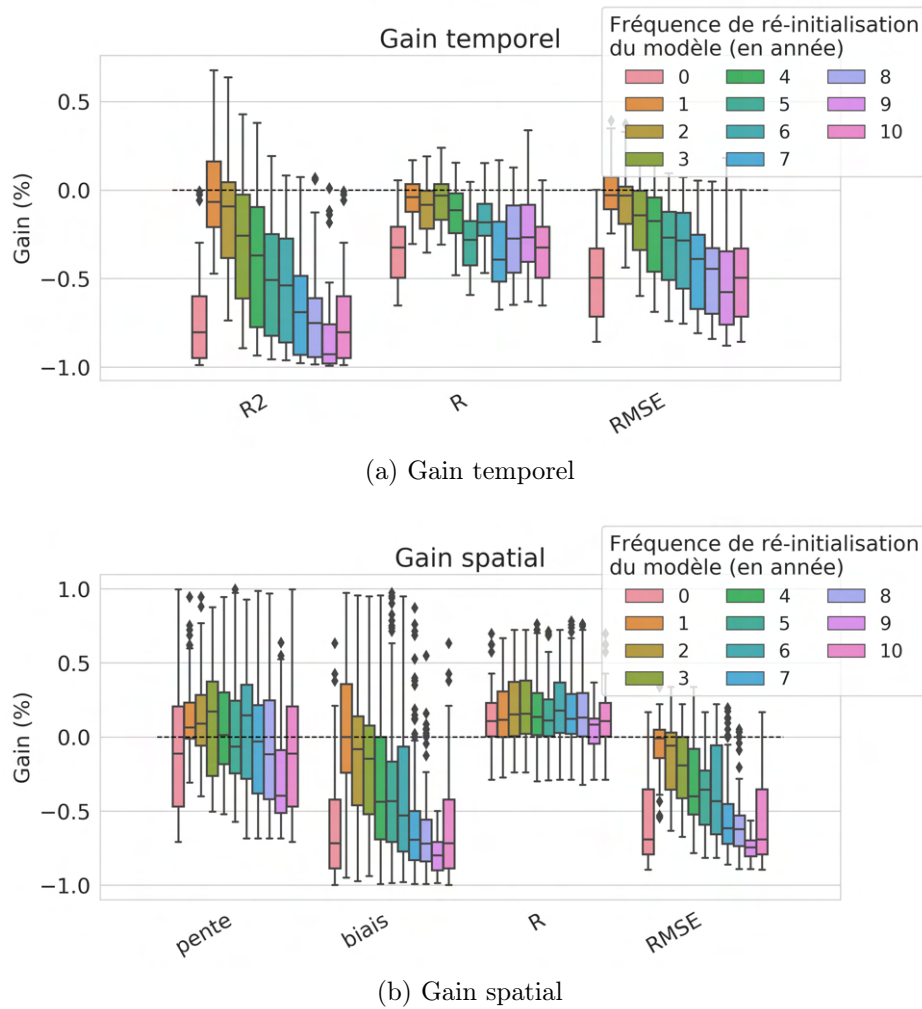 Gain temporel
Fréquence de ré-initialisation
du modèle (en année)
0 4 8
1 5 9
2 6 10
3 7
Gain (%)
0.5
0.0
−0.5
−1.0
R2 R RMSE
(a) Gain temporel
Gain spatial
Fréquence de ré-initialisation
du modèle (en année)
0 4 8
1 5 9
2 6 10
3 7
Gain (%)
1.0
0.5
0.0
−0.5
−1.0
pente biais R RMSE
(b) Gain spatial